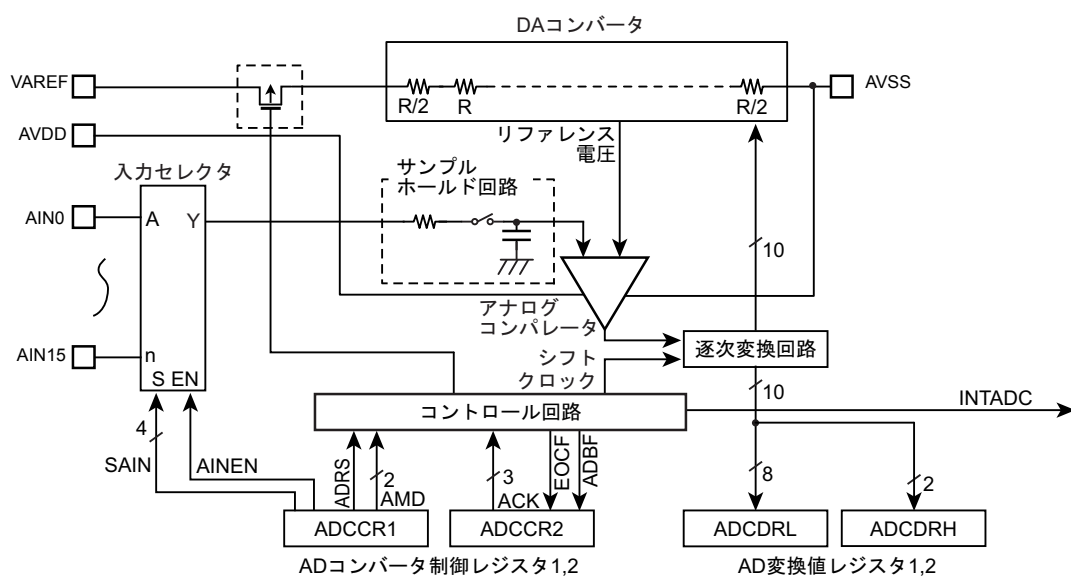 DAコンバータ
VAREF
R/2
R
R/2
AVSS
AVDD
リファレンス
電圧
入力セレクタ
サンプル
ホールド回路
AIN0
A
Y
10
アナログ
コンパレータ
AIN15
n
S EN
シフト
クロック
逐次変換回路
10
コントロール回路
INTADC
4
SAIN
AINEN
ADRS
2
AMD
3
ACK
EOCF
ADBF
8
2
ADCCR1
ADCCR2
ADCDRL
ADCDRH
ADコンバータ制御レジスタ1,2
AD変換値レジスタ1,2